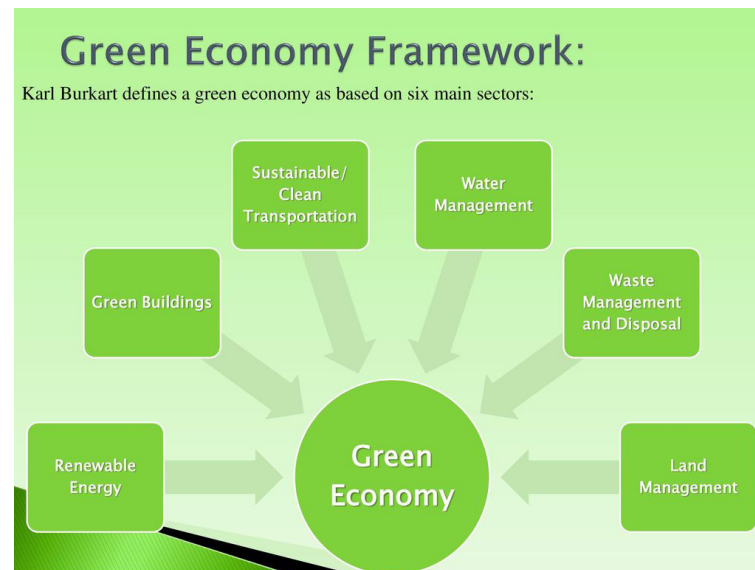 Green Economy Framework:
Karl Burkart defines a green economy as based on six main sectors:
Sustainable/
Clean
Transportation
Water
Management
Green Buildings
Waste
Management
and Disposal
Renewable
Energy
Green
Economy
Land
Management